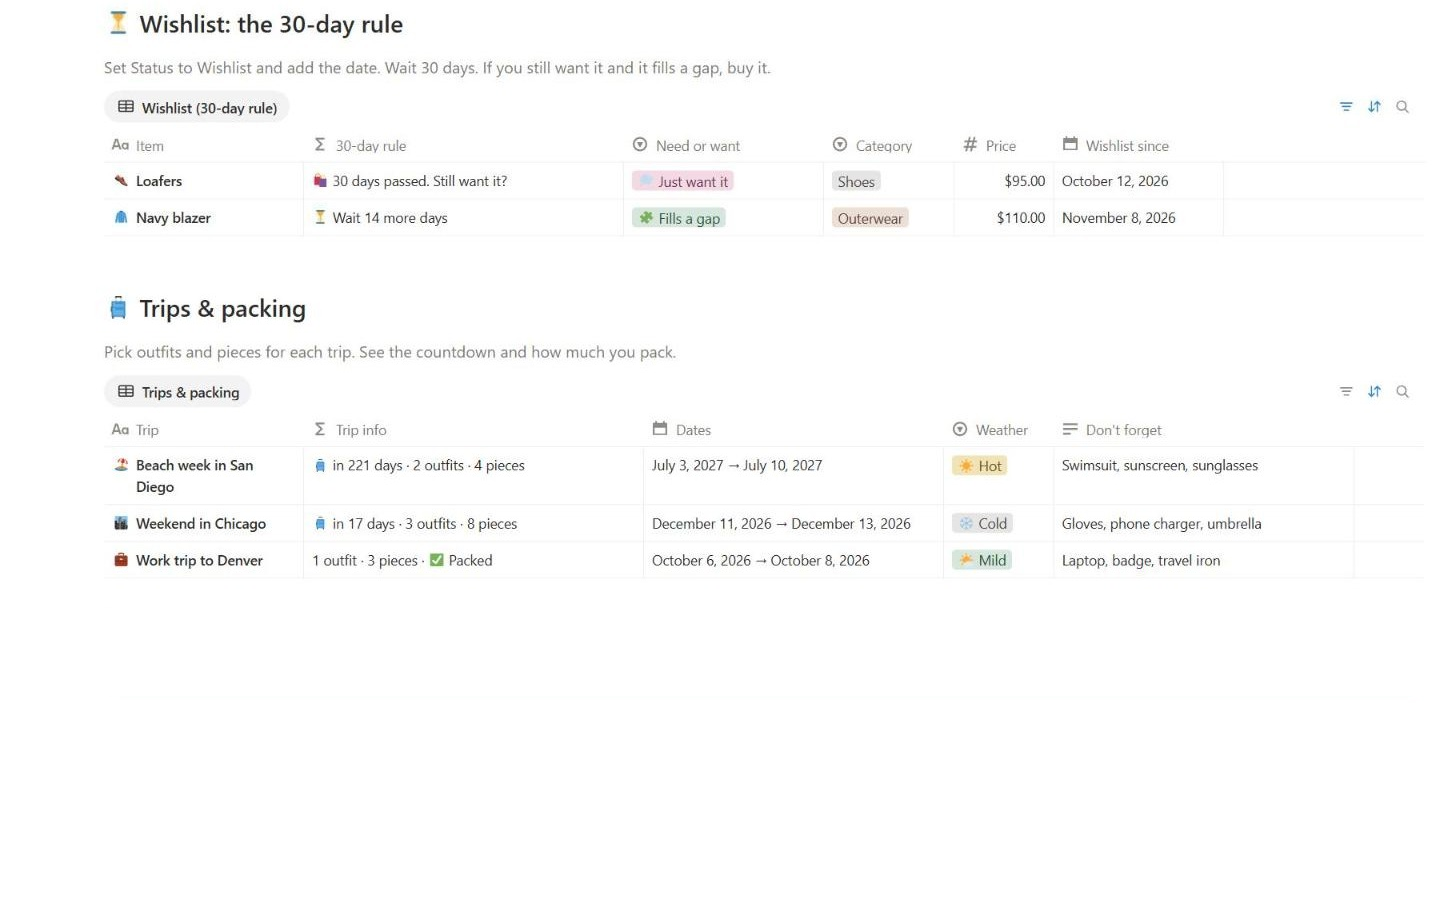 Wishlist: the 30-day rule
Set Status to Wishlist and add the date. Wait 30 days. If you still want it and it fills a gap, buy it.
Wishlist (30-day rule)
Aa Item 30-day rule Need or want Category Price Wishlist since
Loafers 30 days passed. Still want it? Just want it Shoes $95.00 October 12, 2026
Navy blazer Wait 14 more days Fills a gap Outerwear $110.00 November 8, 2026
Trips & packing
Pick outfits and pieces for each trip. See the countdown and how much you pack.
Trips & packing
Aa Trip Trip info Dates Weather Don't forget
Beach week in San in 221 days · 2 outfits · 4 pieces July 3, 2027 → July 10, 2027 Hot Swimsuit, sunscreen, sunglasses
Diego
Weekend in Chicago in 17 days · 3 outfits · 8 pieces December 11, 2026 → December 13, 2026 Cold Gloves, phone charger, umbrella
Work trip to Denver 1 outfit · 3 pieces · ✅ Packed October 6, 2026 → October 8, 2026 Mild Laptop, badge, travel iron